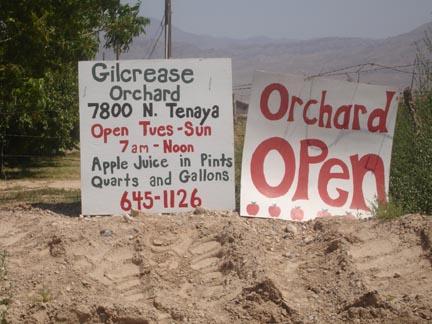 Gilcrease
Orchard
7800 N. Tenaya
Open Tues-Sun
7am-Noon
Apple Juice in Pints
Quarts and Gallons
645-1126
Orchard
Open